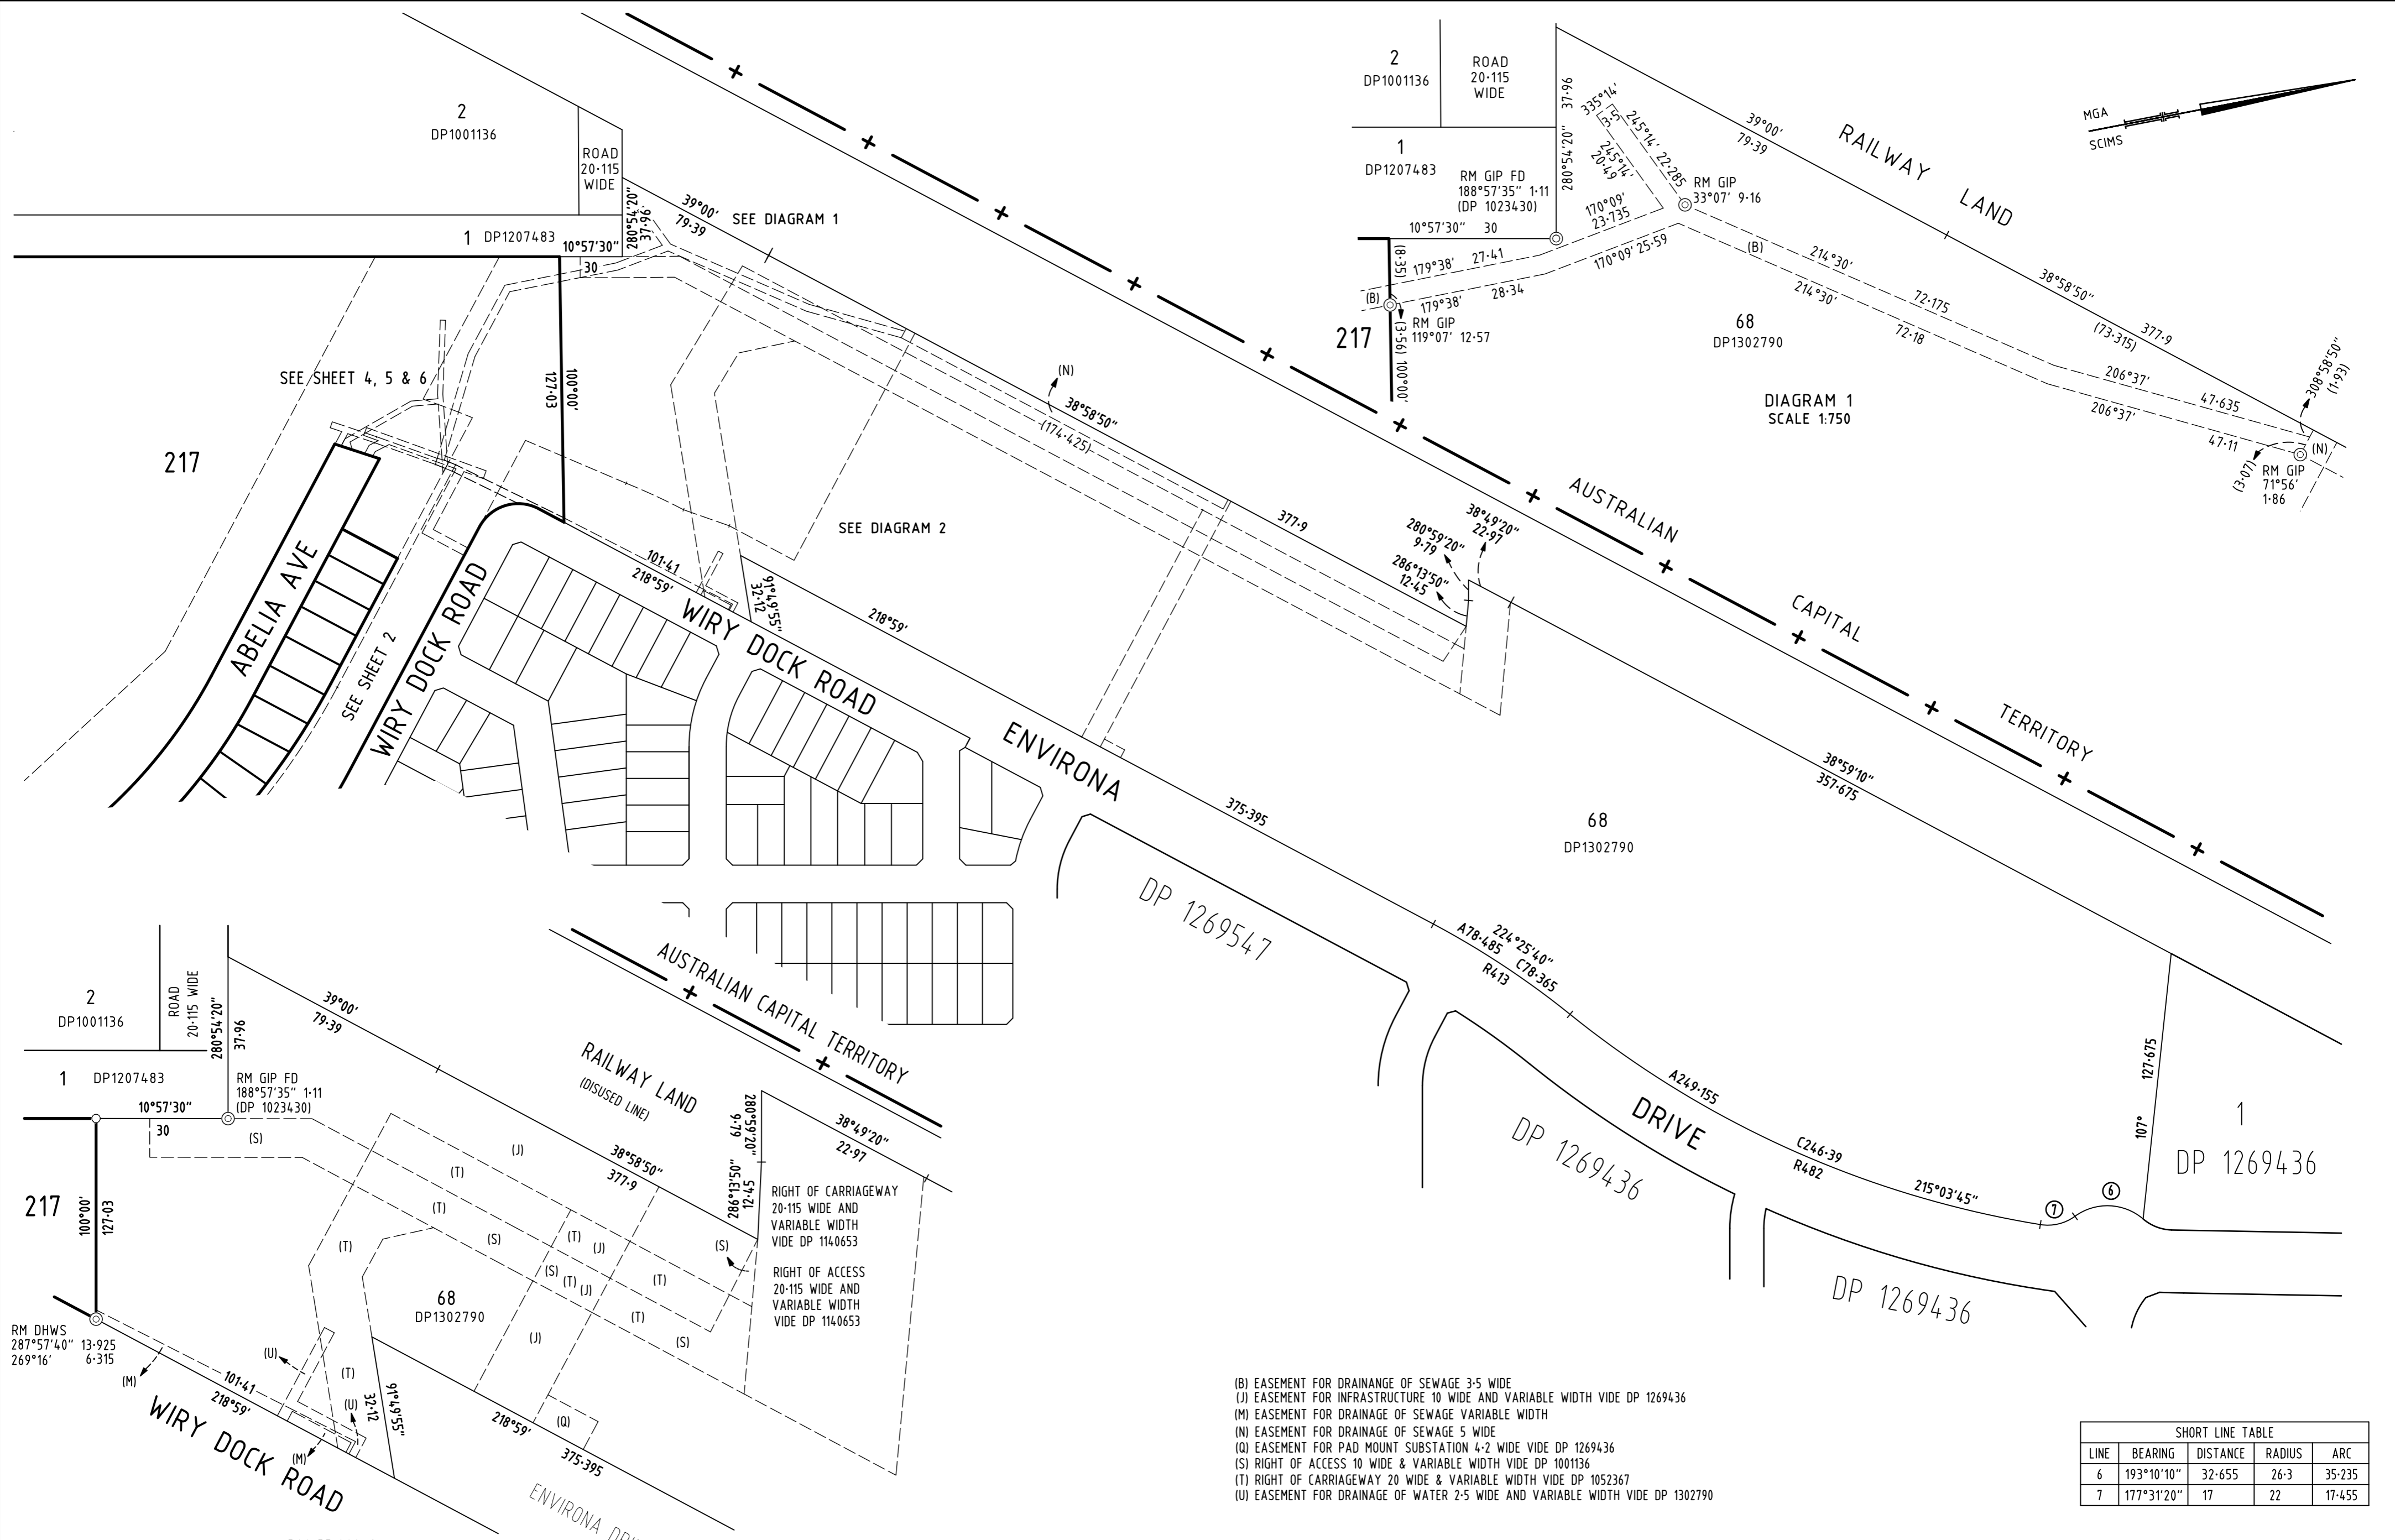 2
DP1001136
ROAD
20·115
WIDE
1 DP1207483
280°54'20"
37·96
10°57'30"
30
39°00'
79·39
SEE DIAGRAM 1
SEE SHEET 4, 5 & 6
217
127·03
100°00'
(N)
38°58'50"
(174·425)
377·9
SEE DIAGRAM 2
ABELIA AVE
SEE SHEET 2
WIRY DOCK ROAD
101·41
218°59'
WIRY DOCK ROAD
91°49'55"
32·12
218°59'
ENVIRONA
375·395
280°59'20"
9·79
38°49'20"
22·97
286°13'50"
12·45
AUSTRALIAN
CAPITAL
TERRITORY
38°59'10"
357·675
68
DP1302790
DP 1269547
A78·485
224°25'40"
C78·365
R413
A249·155
DRIVE
C246·39
R482
215°03'45"
7
6
127·675
107°
1
DP 1269436
DP 1269436
DP 1269436
2
DP1001136
ROAD
20·115
WIDE
1
DP1207483
280°54'20"
37·96
RM GIP FD
188°57'35" 1·11
(DP 1023430)
10°57'30" 30
335°14'
3·5
245°14' 22·285
245°14'
20·49
170°09'
23·735
RM GIP
33°07' 9·16
39°00'
79·39
RAILWAY LAND
MGA
SCIMS
(8·35)
179°38' 27·41
170°09' 25·59
(B)
(B)
179°38' 28·34
217
(3·56) 100°00'
RM GIP
119°07' 12·57
214°30' 72·175
214°30' 72·18
38°58'50"
377·9
(73·315)
68
DP1302790
206°37' 47·635
206°37' 47·11
308°58'50"
(1·93)
(N)
(3·07)
RM GIP
71°56'
1·86
DIAGRAM 1
SCALE 1:750
2
DP1001136
ROAD
20·115 WIDE
280°54'20"
37·96
1 DP1207483
RM GIP FD
188°57'35" 1·11
(DP 1023430)
10°57'30"
30
(S)
39°00'
79·39
RAILWAY LAND
(DISUSED LINE)
AUSTRALIAN CAPITAL TERRITORY
217
100°00'
127·03
(J)
(T)
(T)
(S)
(T)
(T)
(J)
(S)
(T)
(J)
(T)
(T)
(S)
(S)
(J)
38°58'50"
377·9
280°59'20"
9·79
286°13'50"
12·45
38°49'20"
22·97
RIGHT OF CARRIAGEWAY
20·115 WIDE AND
VARIABLE WIDTH
VIDE DP 1140653
RIGHT OF ACCESS
20·115 WIDE AND
VARIABLE WIDTH
VIDE DP 1140653
68
DP1302790
RM DHWS
287°57'40" 13·925
269°16' 6·315
(M)
101·41
218°59'
(U)
(T)
(U)
(M)
91°49'55"
32·12
WIRY DOCK ROAD
218°59'
375·395
(Q)
(B) EASEMENT FOR DRAINANGE OF SEWAGE 3·5 WIDE
(J) EASEMENT FOR INFRASTRUCTURE 10 WIDE AND VARIABLE WIDTH VIDE DP 1269436
(M) EASEMENT FOR DRAINAGE OF SEWAGE VARIABLE WIDTH
(N) EASEMENT FOR DRAINAGE OF SEWAGE 5 WIDE
(Q) EASEMENT FOR PAD MOUNT SUBSTATION 4·2 WIDE VIDE DP 1269436
(S) RIGHT OF ACCESS 10 WIDE & VARIABLE WIDTH VIDE DP 1001136
(T) RIGHT OF CARRIAGEWAY 20 WIDE & VARIABLE WIDTH VIDE DP 1052367
(U) EASEMENT FOR DRAINAGE OF WATER 2·5 WIDE AND VARIABLE WIDTH VIDE DP 1302790
SHORT LINE TABLE
LINE BEARING DISTANCE RADIUS ARC
6 193°10'10" 32·655 26·3 35·235
7 177°31'20" 17 22 17·455
ENVIRONA